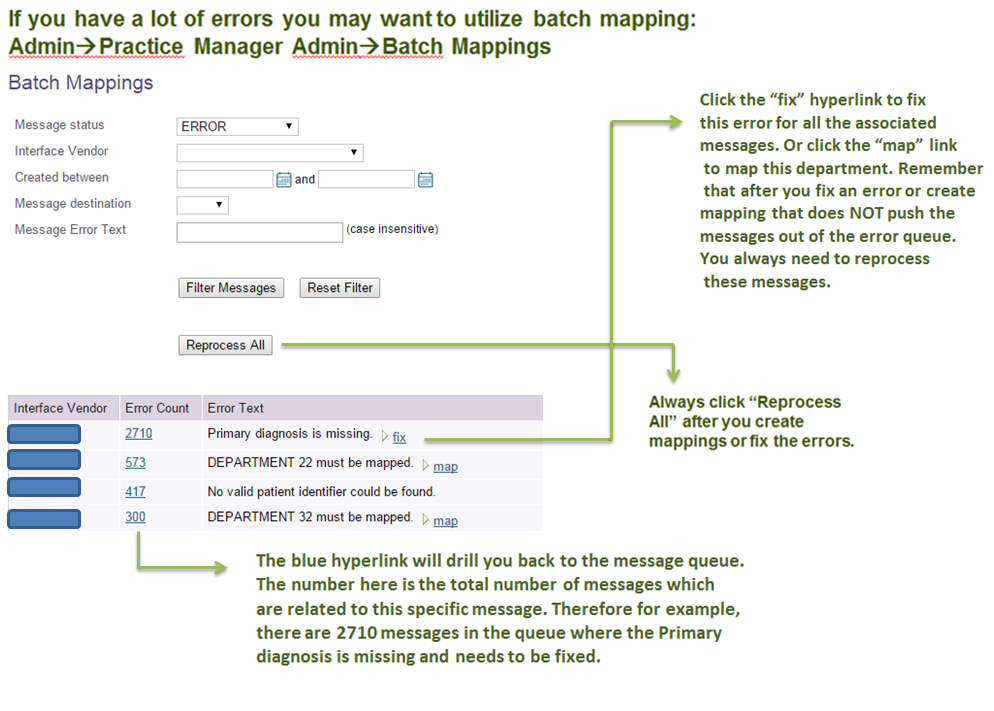 If you have a lot of errors you may want to utilize batch mapping:
Admin→Practice Manager Admin→Batch Mappings
Batch Mappings
Message status ERROR
Interface Vendor
Created between and
Message destination
Message Error Text (case insensitive)
Filter Messages Reset Filter
Reprocess All
Click the “fix” hyperlink to fix
this error for all the associated
messages. Or click the “map” link
to map this department. Remember
that after you fix an error or create
mapping that does NOT push the
messages out of the error queue.
You always need to reprocess
these messages.
Always click “Reprocess
All” after you create
mappings or fix the errors.
Interface Vendor Error Count Error Text
2710 Primary diagnosis is missing. fix
573 DEPARTMENT 22 must be mapped. map
417 No valid patient identifier could be found.
300 DEPARTMENT 32 must be mapped. map
The blue hyperlink will drill you back to the message queue.
The number here is the total number of messages which
are related to this specific message. Therefore for example,
there are 2710 messages in the queue where the Primary
diagnosis is missing and needs to be fixed.